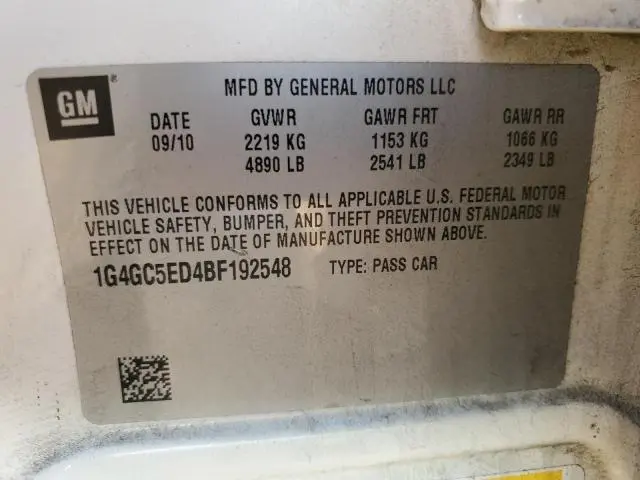 GM®
MFD BY GENERAL MOTORS LLC
DATE GVWR GAWR FRT GAWR RR
09/10 2219 KG 1153 KG 1066 KG
4890 LB 2541 LB 2349 LB
THIS VEHICLE CONFORMS TO ALL APPLICABLE U.S. FEDERAL MOTOR
VEHICLE SAFETY, BUMPER, AND THEFT PREVENTION STANDARDS IN
EFFECT ON THE DATE OF MANUFACTURE SHOWN ABOVE.
1G4GC5ED4BF192548 TYPE: PASS CAR